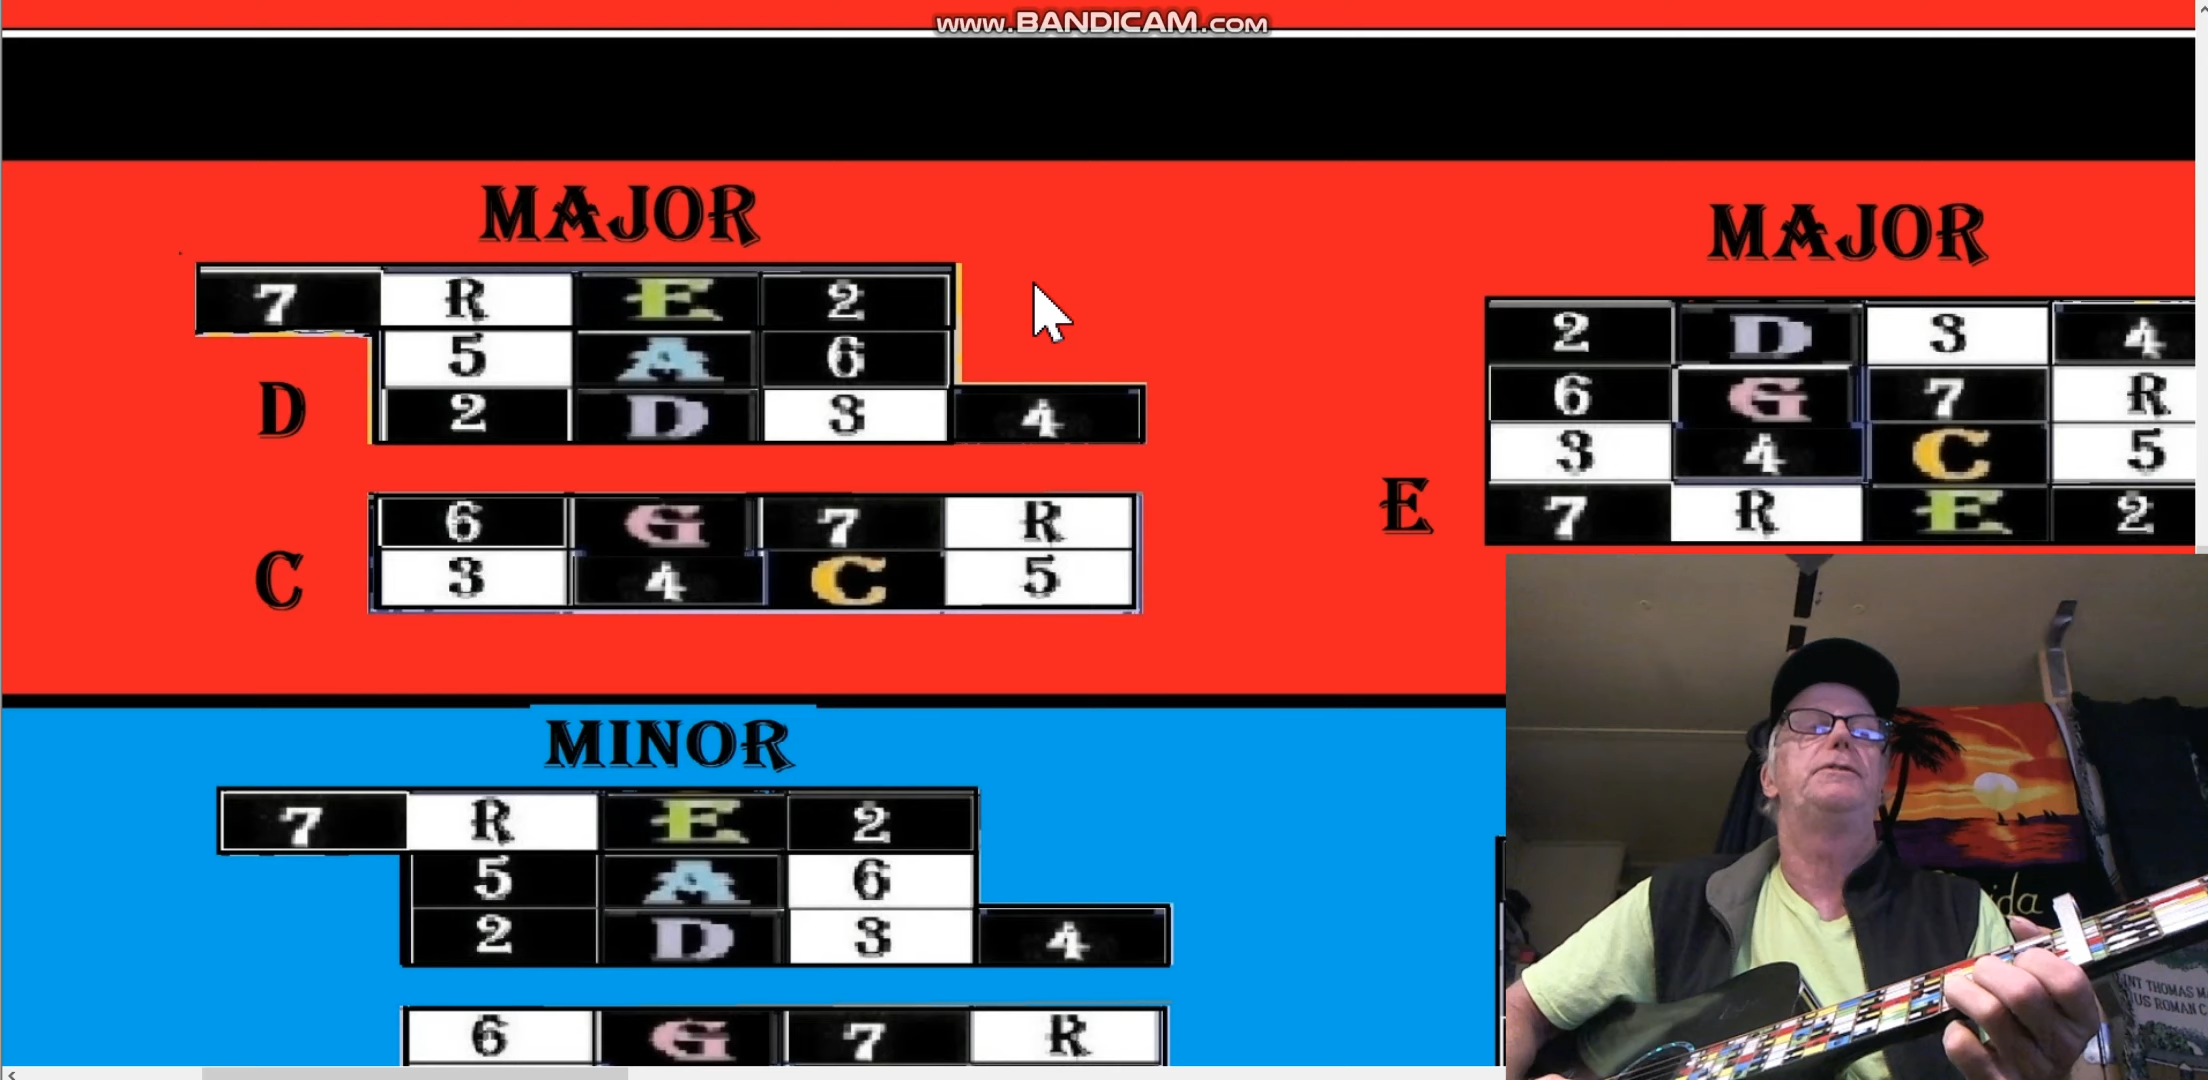 www.BANDICAM.com
MAJOR
MAJOR
7 R E 2
5 A 6
D 2 D 3 4
6 G 7 R
C 3 4 C 5
2 D 3 4
6 G 7 R
3 4 C 5
E 7 R E 2
MINOR
7 R E 2
5 A 6
2 D 3 4
6 G 7 R